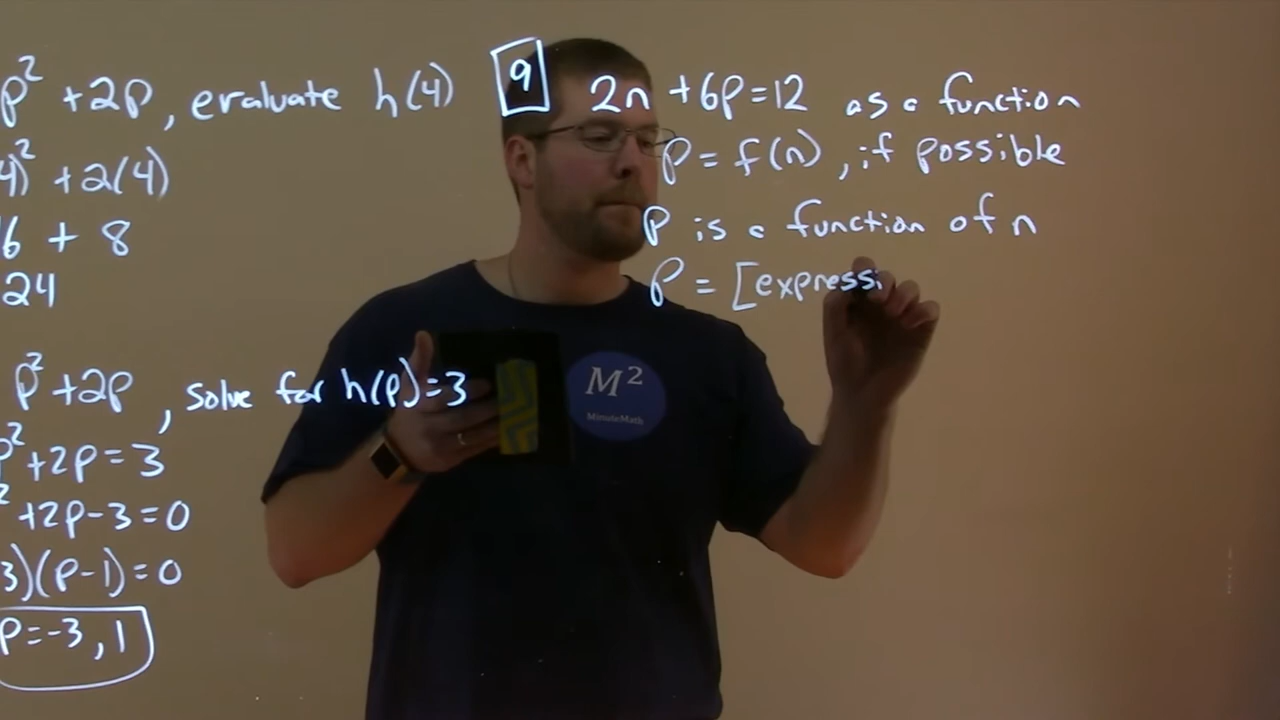 p² + 2p, evaluate h(4)
4)² + 2(4)
6 + 8
24
p² + 2p, solve for h(p) = 3
p² + 2p = 3
² + 2p - 3 = 0
3)(p - 1) = 0
p = -3, 1
9 2n + 6p = 12 as a function
p = f(n), if possible
p is a function of n
p = [expressi
M²
MinuteMath